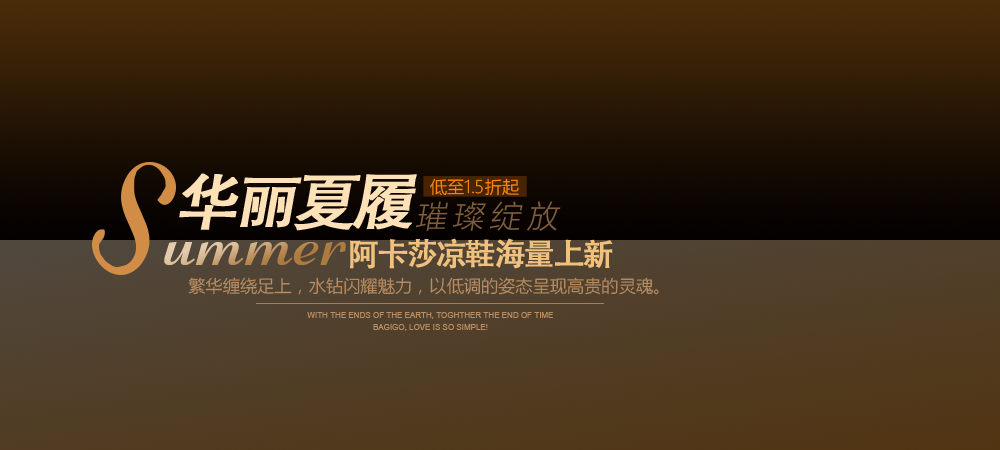 华丽夏履
低至1.5折起
璀璨绽放
Summer 阿卡莎凉鞋海量上新
繁华缠绕足上，水钻闪耀魅力，以低调的姿态呈现高贵的灵魂。
WITH THE ENDS OF THE EARTH, TOGHTHER THE END OF TIME
BAGIGO, LOVE IS SO SIMPLE!